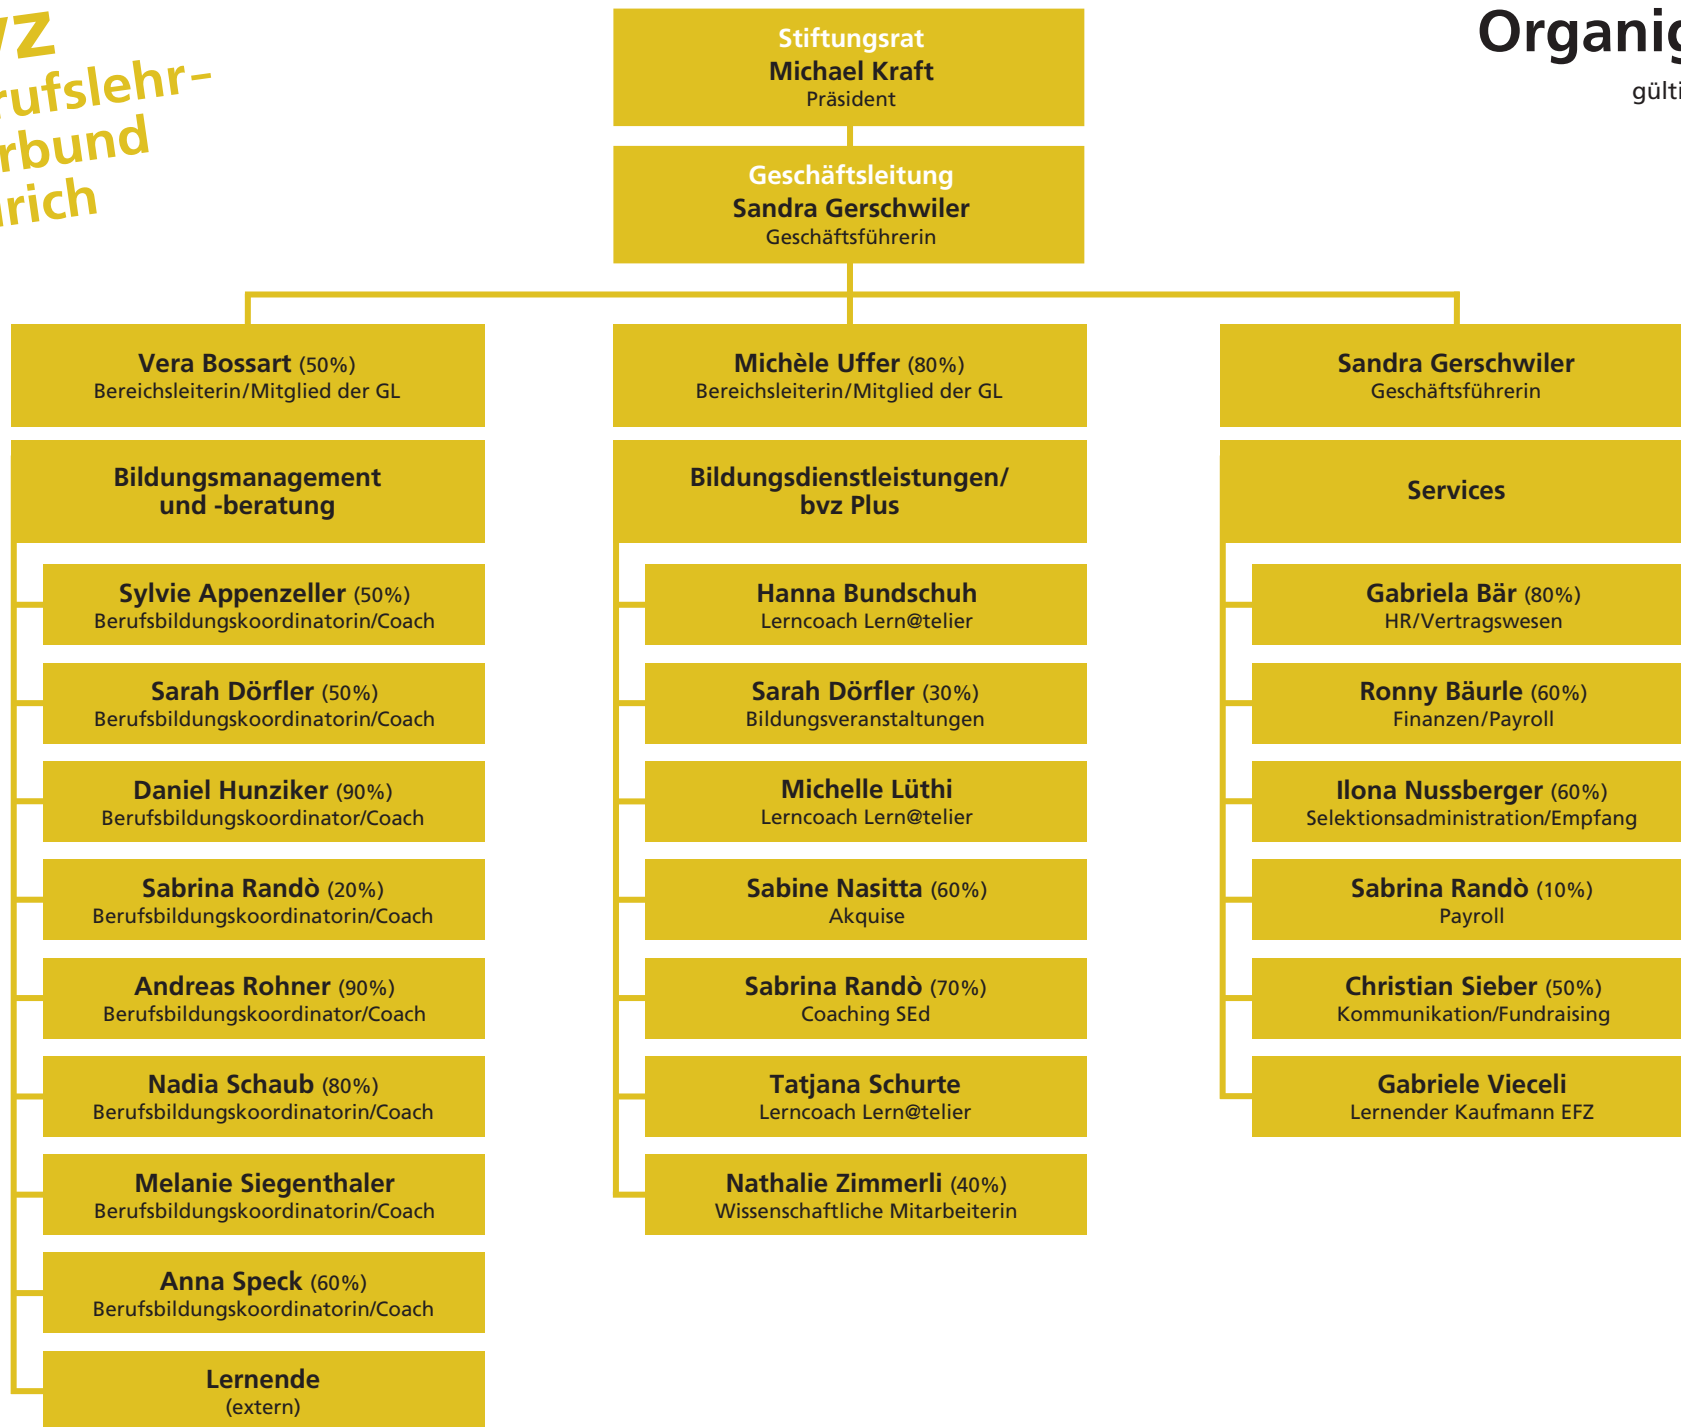 Stiftungsrat
Michael Kraft
Präsident
Geschäftsleitung
Sandra Gerschwiler
Geschäftsführerin
Vera Bossart (50%)
Bereichsleiterin/Mitglied der GL
Bildungsmanagement
und -beratung
Sylvie Appenzeller (50%)
Berufsbildungskoordinatorin/Coach
Sarah Dörfler (50%)
Berufsbildungskoordinatorin/Coach
Daniel Hunziker (90%)
Berufsbildungskoordinator/Coach
Sabrina Randò (20%)
Berufsbildungskoordinatorin/Coach
Andreas Rohner (90%)
Berufsbildungskoordinator/Coach
Nadia Schaub (80%)
Berufsbildungskoordinatorin/Coach
Melanie Siegenthaler
Berufsbildungskoordinatorin/Coach
Anna Speck (60%)
Berufsbildungskoordinatorin/Coach
Lernende
(extern)
Michèle Uffer (80%)
Bereichsleiterin/Mitglied der GL
Bildungsdienstleistungen/
bvz Plus
Hanna Bundschuh
Lerncoach Lern@telier
Sarah Dörfler (30%)
Bildungsveranstaltungen
Michelle Lüthi
Lerncoach Lern@telier
Sabine Nasitta (60%)
Akquise
Sabrina Randò (70%)
Coaching SEd
Tatjana Schurte
Lerncoach Lern@telier
Nathalie Zimmerli (40%)
Wissenschaftliche Mitarbeiterin
Sandra Gerschwiler
Geschäftsführerin
Services
Gabriela Bär (80%)
HR/Vertragswesen
Ronny Bäurle (60%)
Finanzen/Payroll
Ilona Nussberger (60%)
Selektionsadministration/Empfang
Sabrina Randò (10%)
Payroll
Christian Sieber (50%)
Kommunikation/Fundraising
Gabriele Vieceli
Lernender Kaufmann EFZ